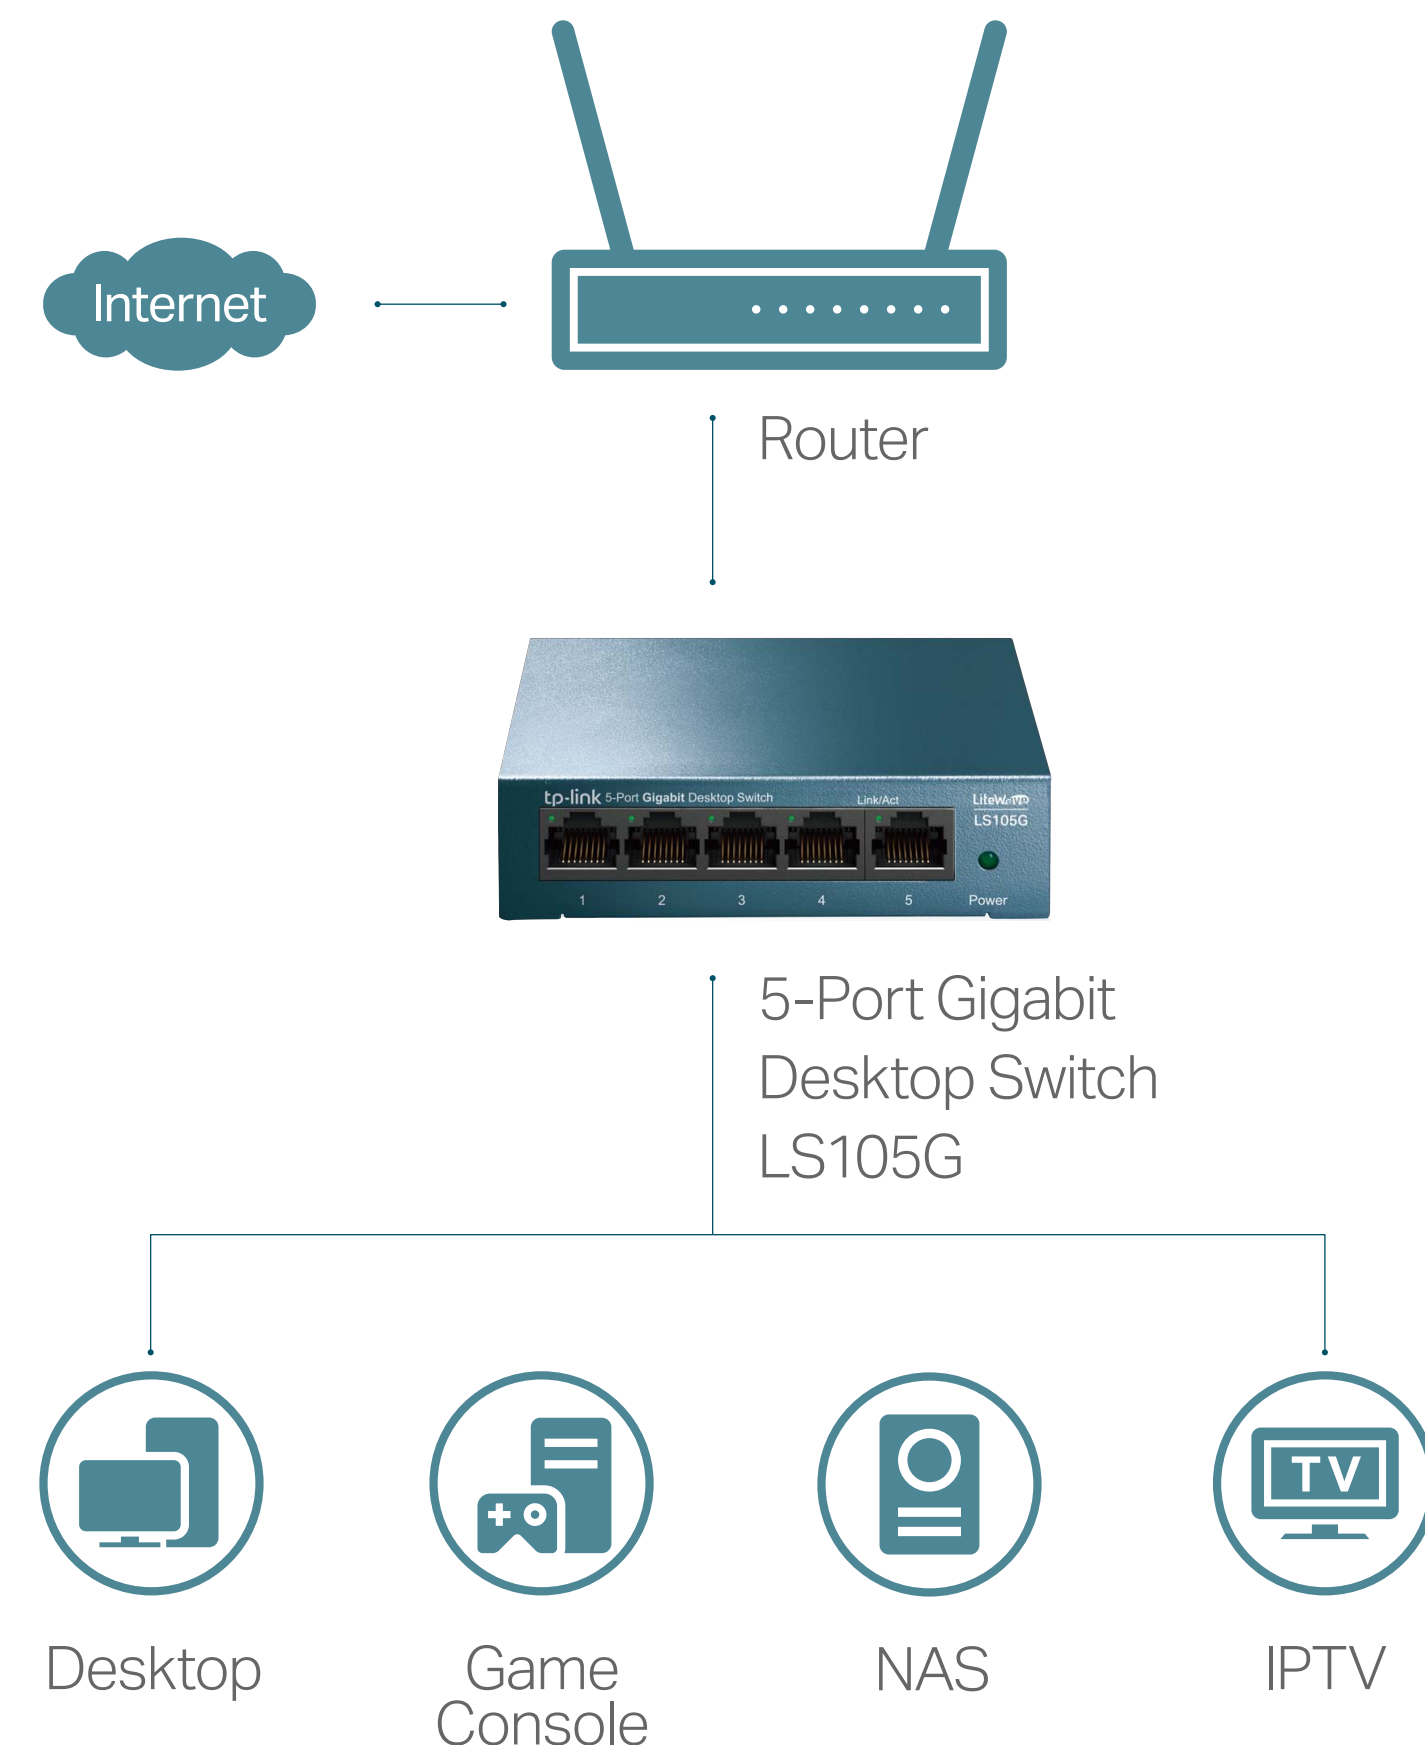 Internet
Router
tp-link 5-Port Gigabit Desktop Switch
Link/Act
LiteWave
LS105G
1 2 3 4 5 Power
5-Port Gigabit
Desktop Switch
LS105G
Desktop
Game
Console
NAS
TV
IPTV